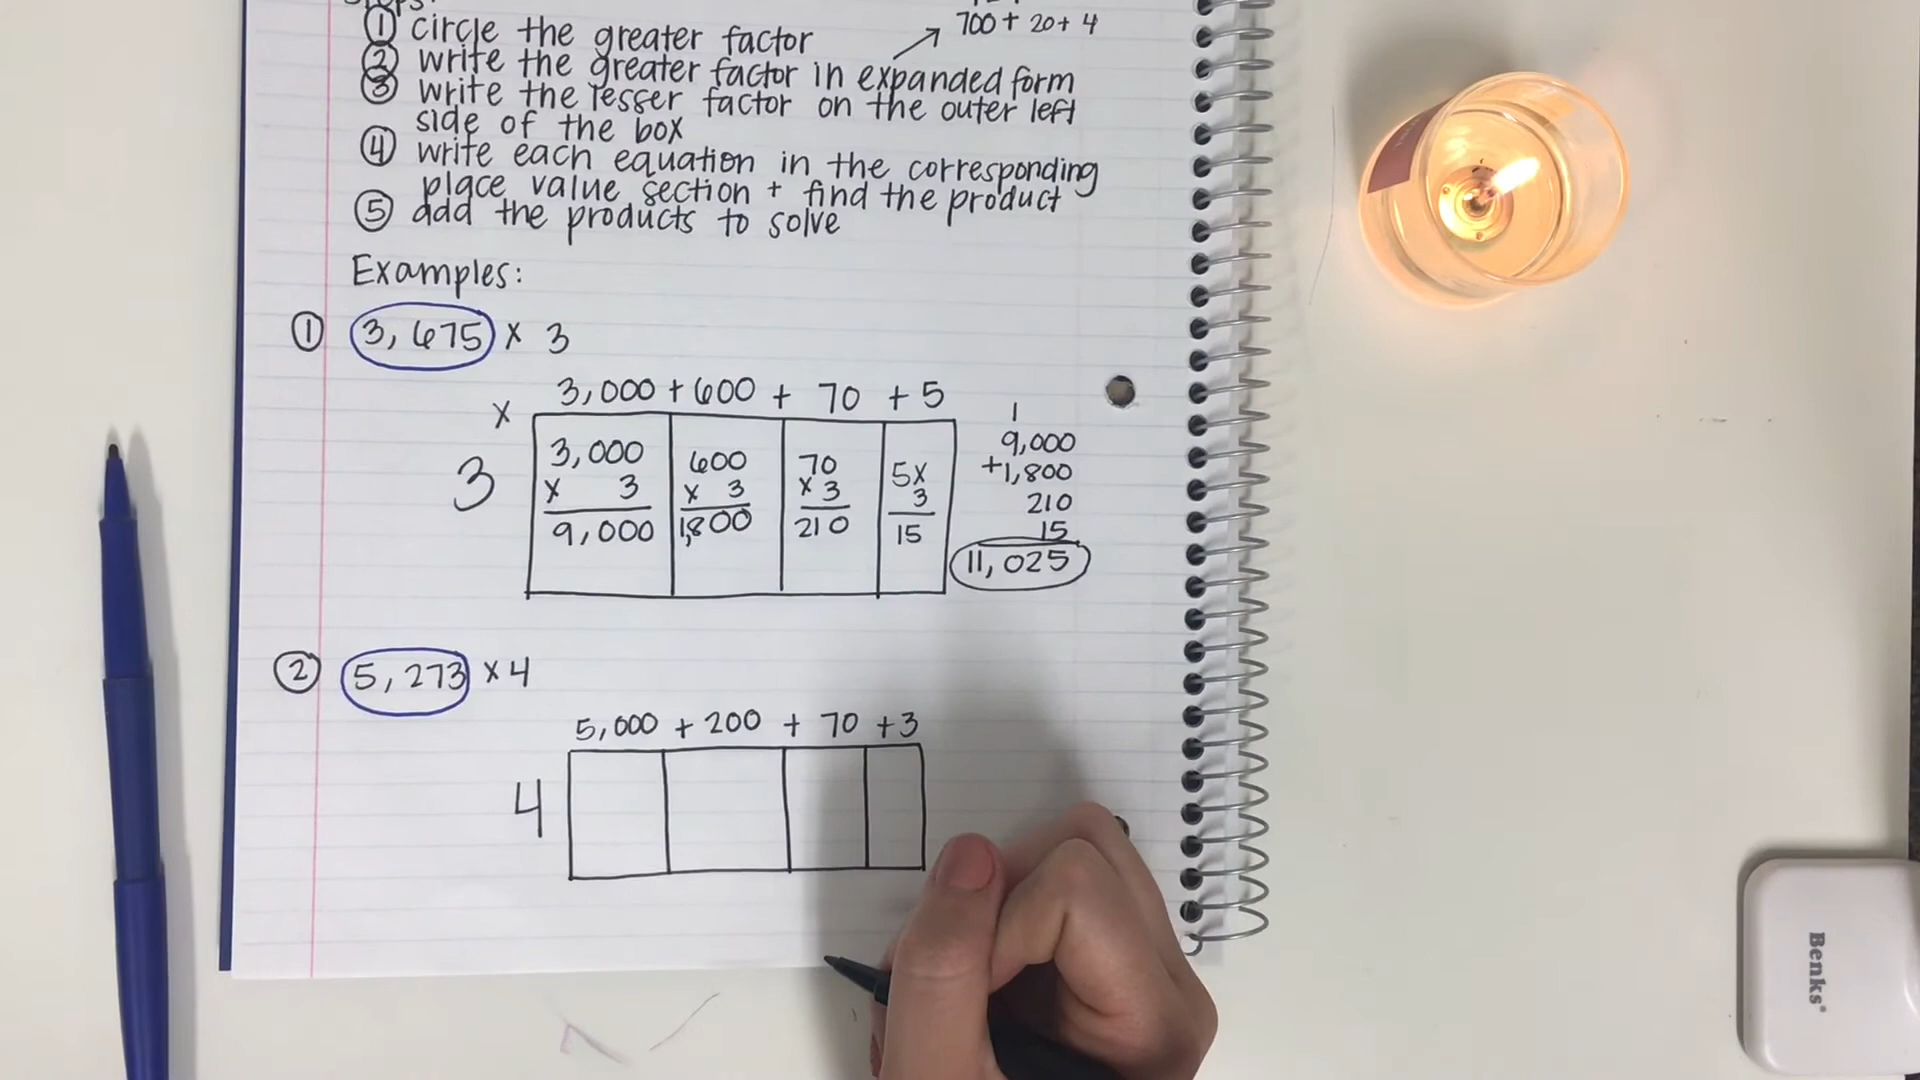 700 + 20 + 4
① circle the greater factor
② write the greater factor in expanded form
③ write the lesser factor on the outer left
side of the box
④ write each equation in the corresponding
place value section + find the product
⑤ add the products to solve
Examples:
① 3,675 x 3
3,000 + 600 + 70 + 5
x
3
3,000
x 3
9,000
600
x 3
1,800
70
x 3
210
5x
3
15
1
9,000
+1,800
210
15
11,025
② 5,273 x 4
5,000 + 200 + 70 + 3
4
Benks®